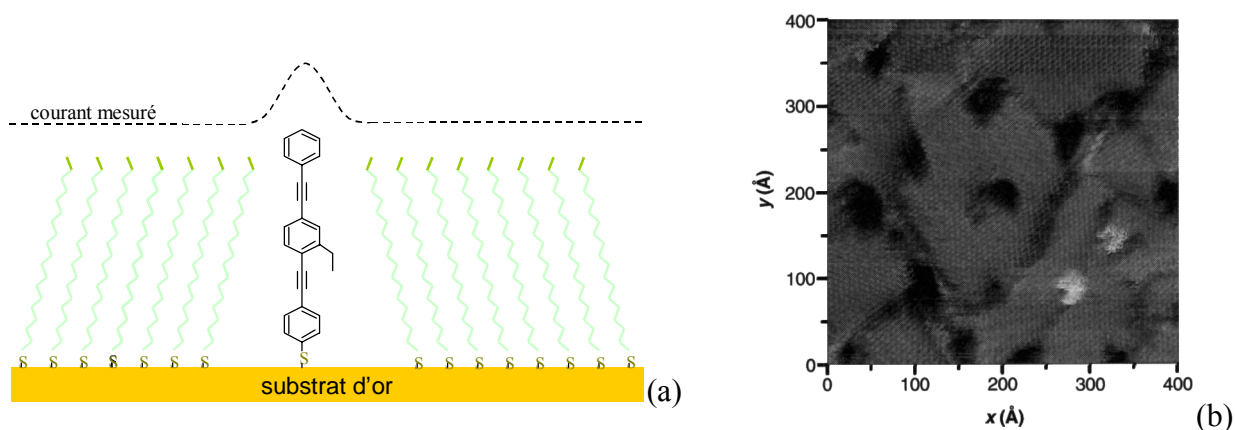 courant mesuré
S S S S S S S S S S S S S S S S
substrat d'or
(a)
400
300
200
100
0
y (Å)
0 100 200 300 400
x (Å)
(b)